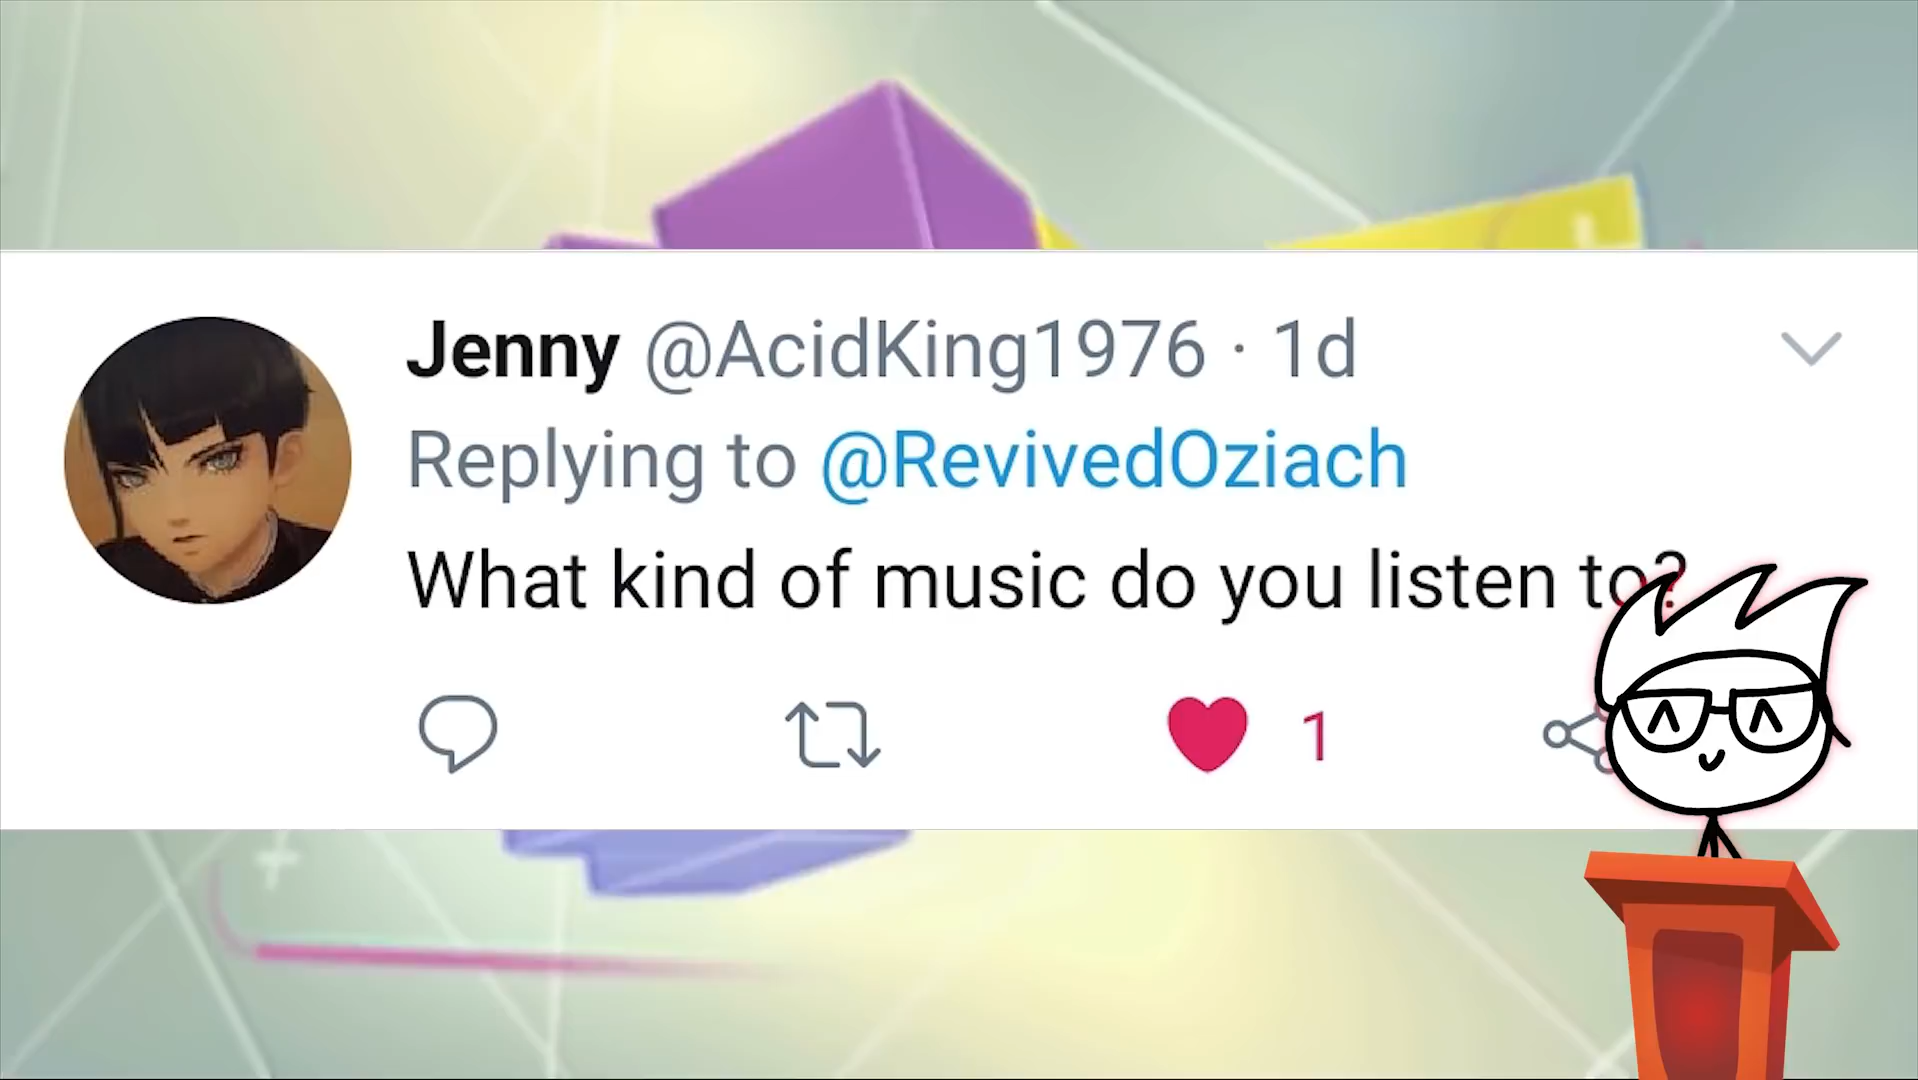 Jenny @AcidKing1976 · 1d
Replying to @RevivedOziach
What kind of music do you listen to?
1